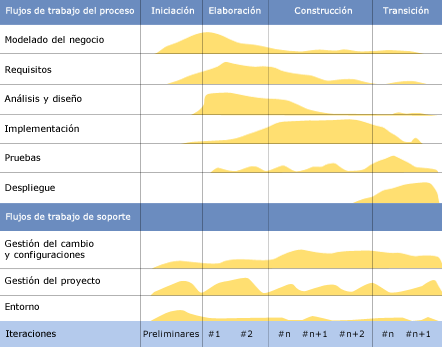 Flujos de trabajo del proceso Iniciación Elaboración Construcción Transición
Modelado del negocio
Requisitos
Análisis y diseño
Implementación
Pruebas
Despliegue
Flujos de trabajo de soporte
Gestión del cambio
y configuraciones
Gestión del proyecto
Entorno
Iteraciones Preliminares #1 #2 #n #n+1 #n+2 #n #n+1